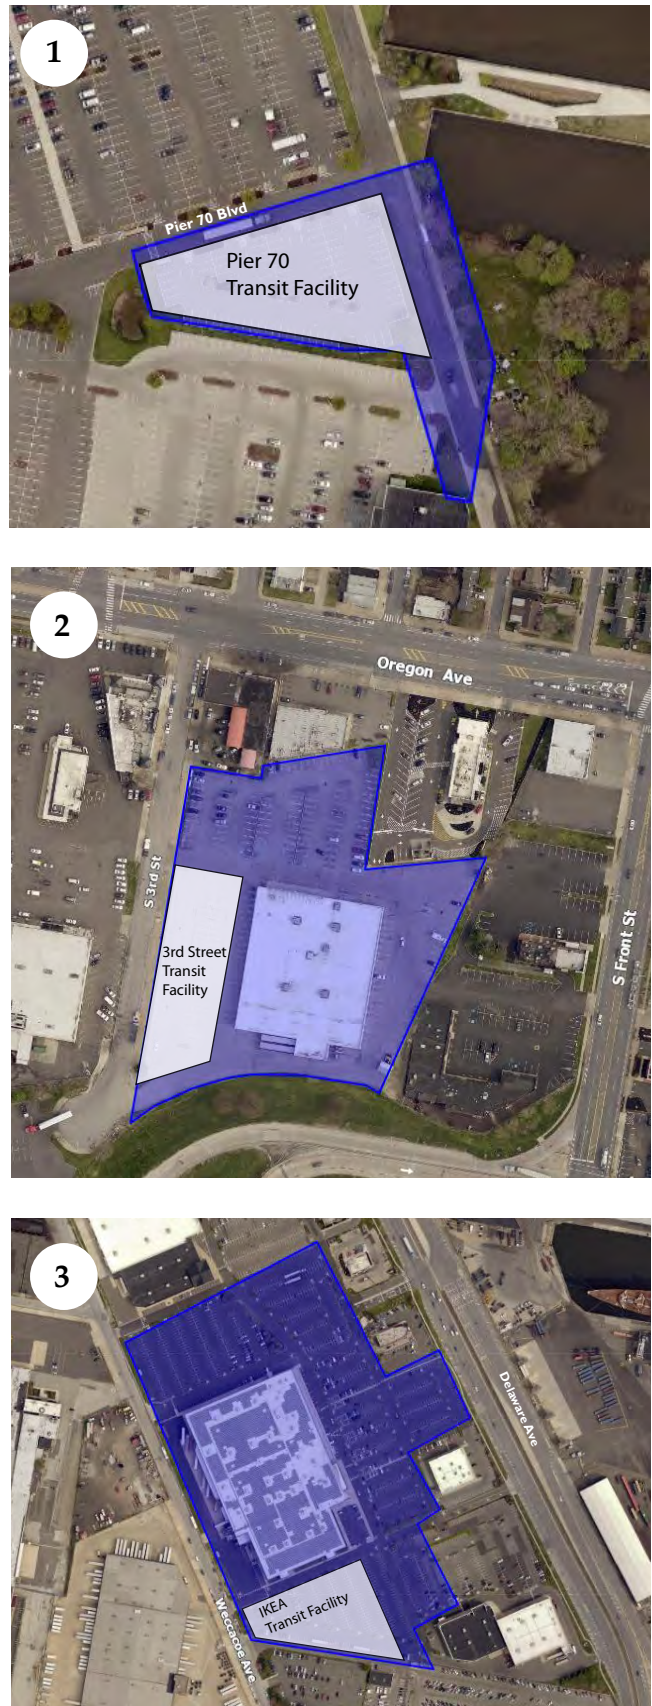 1
Pier 70 Blvd
Pier 70
Transit Facility
2
Oregon Ave
S 3rd St
3rd Street
Transit
Facility
S Front St
3
Delaware Ave
IKEA
Transit Facility
Weccacoe Ave